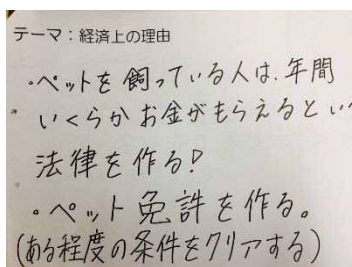 テーマ：経済上の理由
・ペットを飼っている人は、年間
いくらかお金がもらえるとい
法律を作る！
・ペット免許を作る。
(ある程度の条件をクリアする)